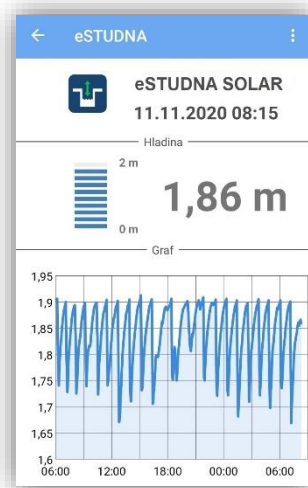 eSTUDNA
eSTUDNA SOLAR
11.11.2020 08:15
Hladina
2 m
1,86 m
0 m
Graf
1,95
1,9
1,85
1,8
1,75
1,7
1,65
1,6
06:00 12:00 18:00 00:00 06:00